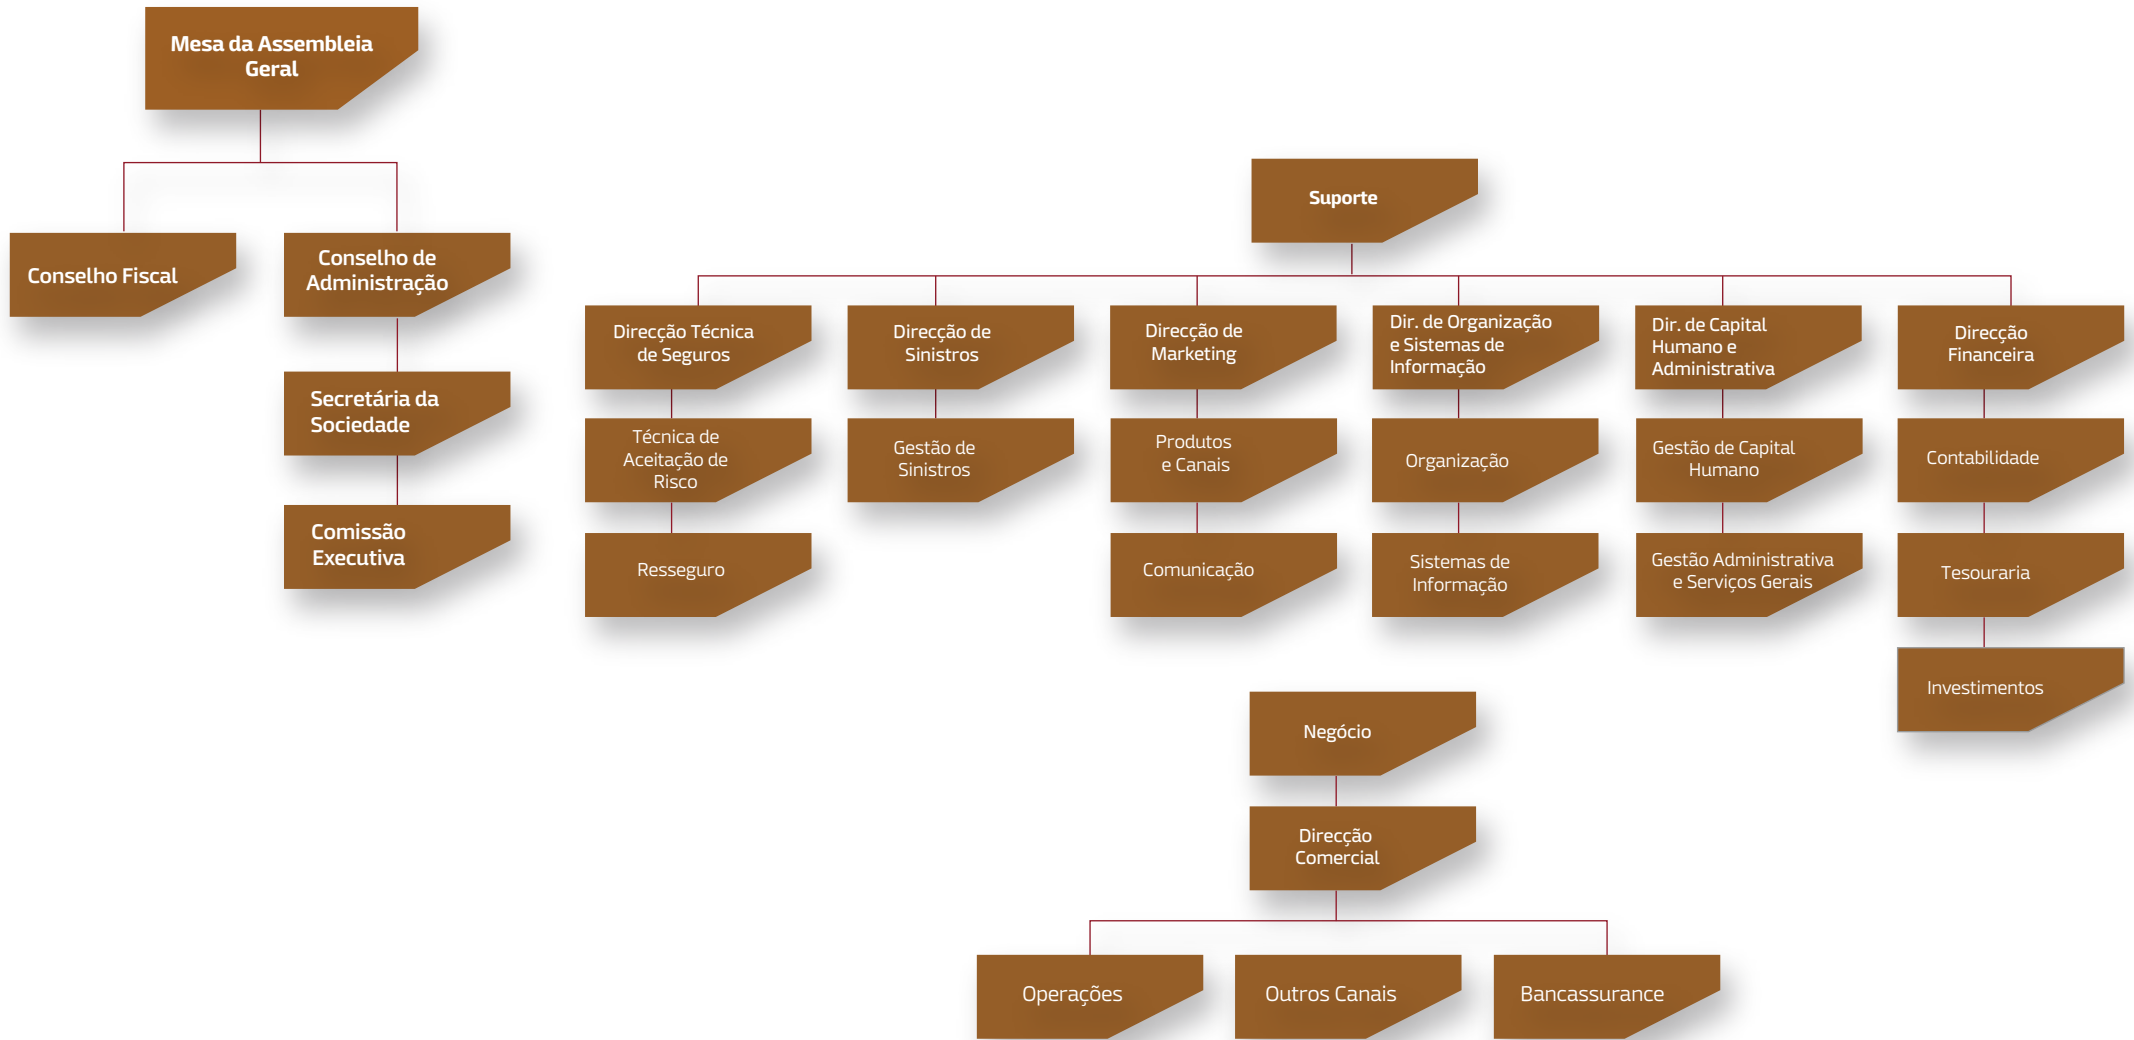 Mesa da Assembleia
Geral
Conselho Fiscal
Conselho de
Administração
Secretária da
Sociedade
Comissão
Executiva
Suporte
Direcção Técnica
de Seguros
Técnica de
Aceitação de
Risco
Resseguro
Direcção de
Sinistros
Gestão de
Sinistros
Direcção de
Marketing
Produtos
e Canais
Comunicação
Dir. de Organização
e Sistemas de
Informação
Organização
Sistemas de
Informação
Dir. de Capital
Humano e
Administrativa
Gestão de Capital
Humano
Gestão Administrativa
e Serviços Gerais
Direcção
Financeira
Contabilidade
Tesouraria
Investimentos
Negócio
Direcção
Comercial
Operações
Outros Canais
Bancassurance